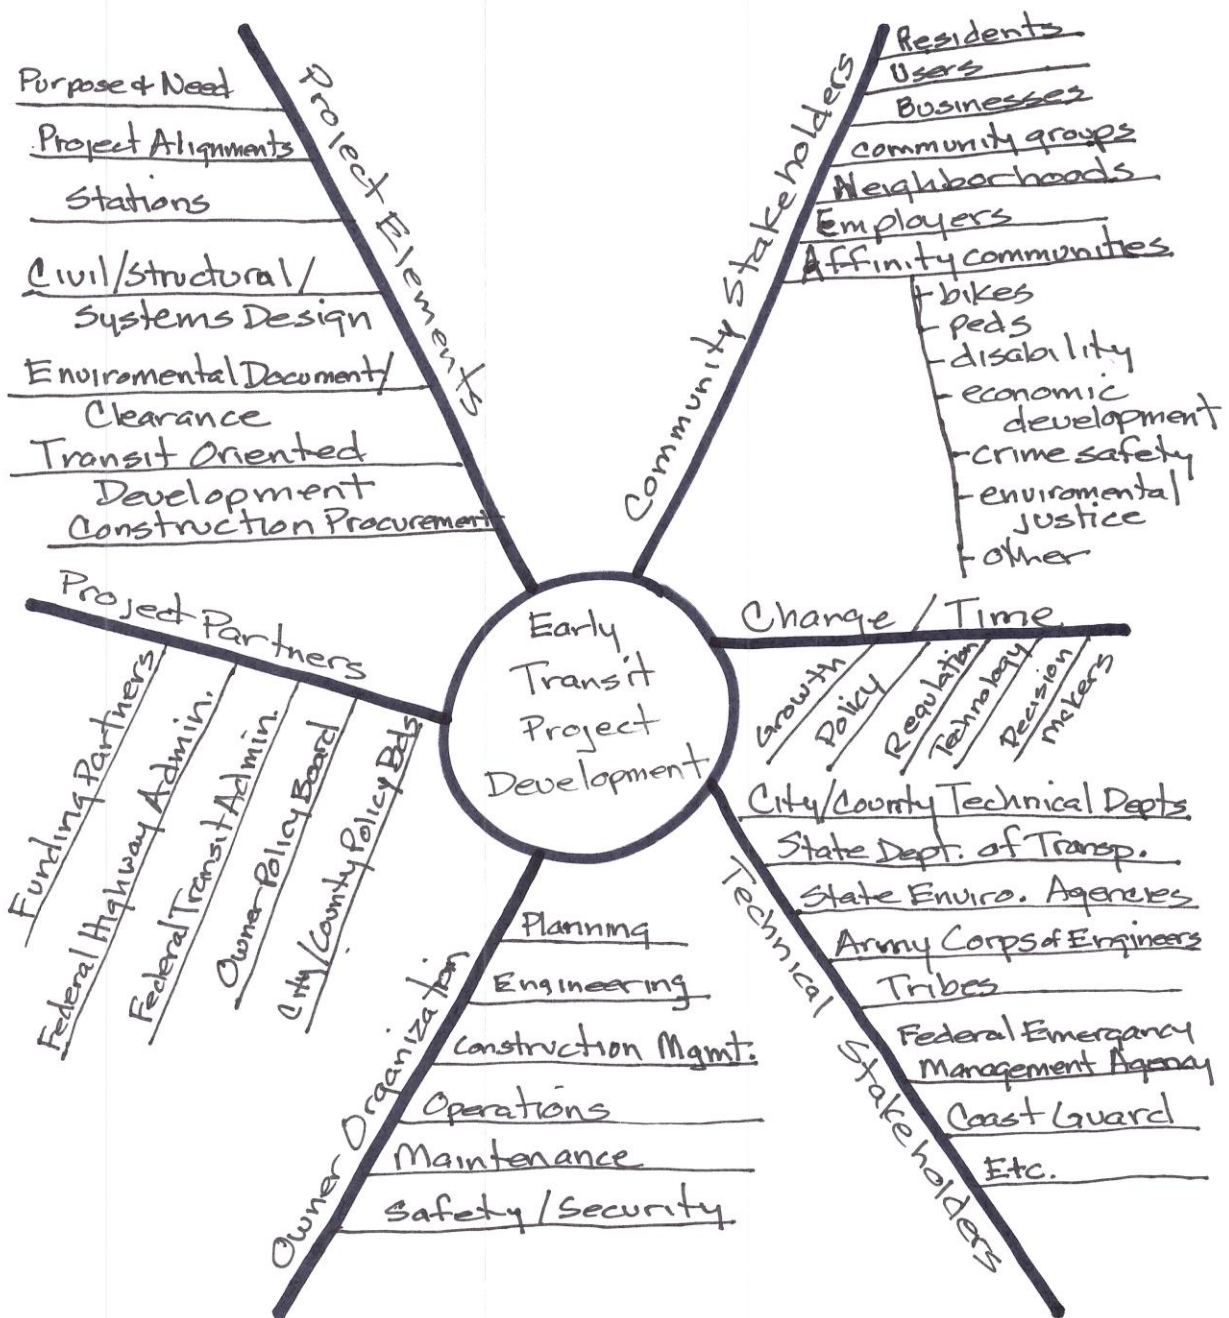 Project Elements
Purpose & Need
Project Alignments
Stations
Civil/Structural/
Systems Design
Enviromental Document/
Clearance
Transit Oriented
Development
Construction Procurement
Community Stakeholders
Residents
Users
Businesses
Community groups
Neighborhoods
Employers
Affinity communities
bikes
peds
disability
economic
development
crime safety
enviromental
justice
other
Early
Transit
Project
Development
Change / Time
Growth
Policy
Regulation
Technology
Decision
makers
Project Partners
Funding Partners
Federal Highway Admin.
Federal Transit Admin.
Owner Policy Board
City/County Policy Bds
Owner Organization
Planning
Engineering
Construction Mgmt.
Operations
Maintenance
Safety / Security
Technical Stakeholders
City/County Technical Depts
State Dept. of Transp.
State Enviro. Agencies
Army Corps of Engineers
Tribes
Federal Emergancy
Management Agency
Coast Guard
Etc.